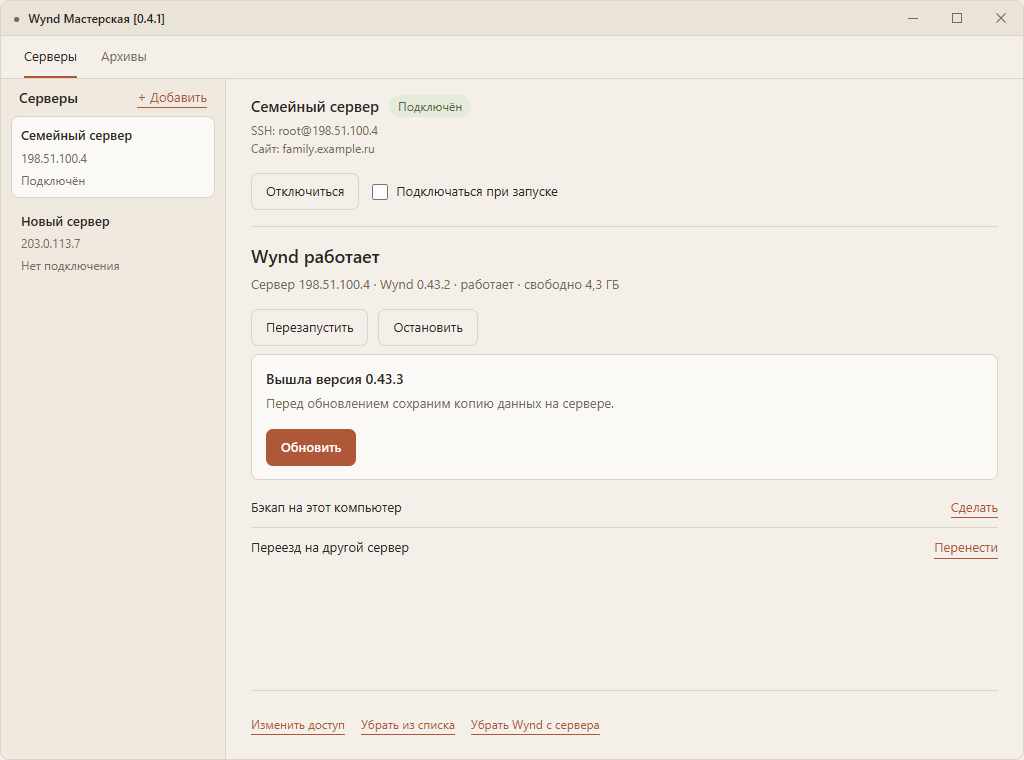 Wynd Мастерская [0.4.1]
Серверы Архивы
Серверы + Добавить
Семейный сервер
198.51.100.4
Подключён
Новый сервер
203.0.113.7
Нет подключения
Семейный сервер Подключён
SSH: root@198.51.100.4
Сайт: family.example.ru
Отключиться Подключаться при запуске
Wynd работает
Сервер 198.51.100.4 · Wynd 0.43.2 · работает · свободно 4,3 ГБ
Перезапустить Остановить
Вышла версия 0.43.3
Перед обновлением сохраним копию данных на сервере.
Обновить
Бэкап на этот компьютер Сделать
Переезд на другой сервер Перенести
Изменить доступ Убрать из списка Убрать Wynd с сервера